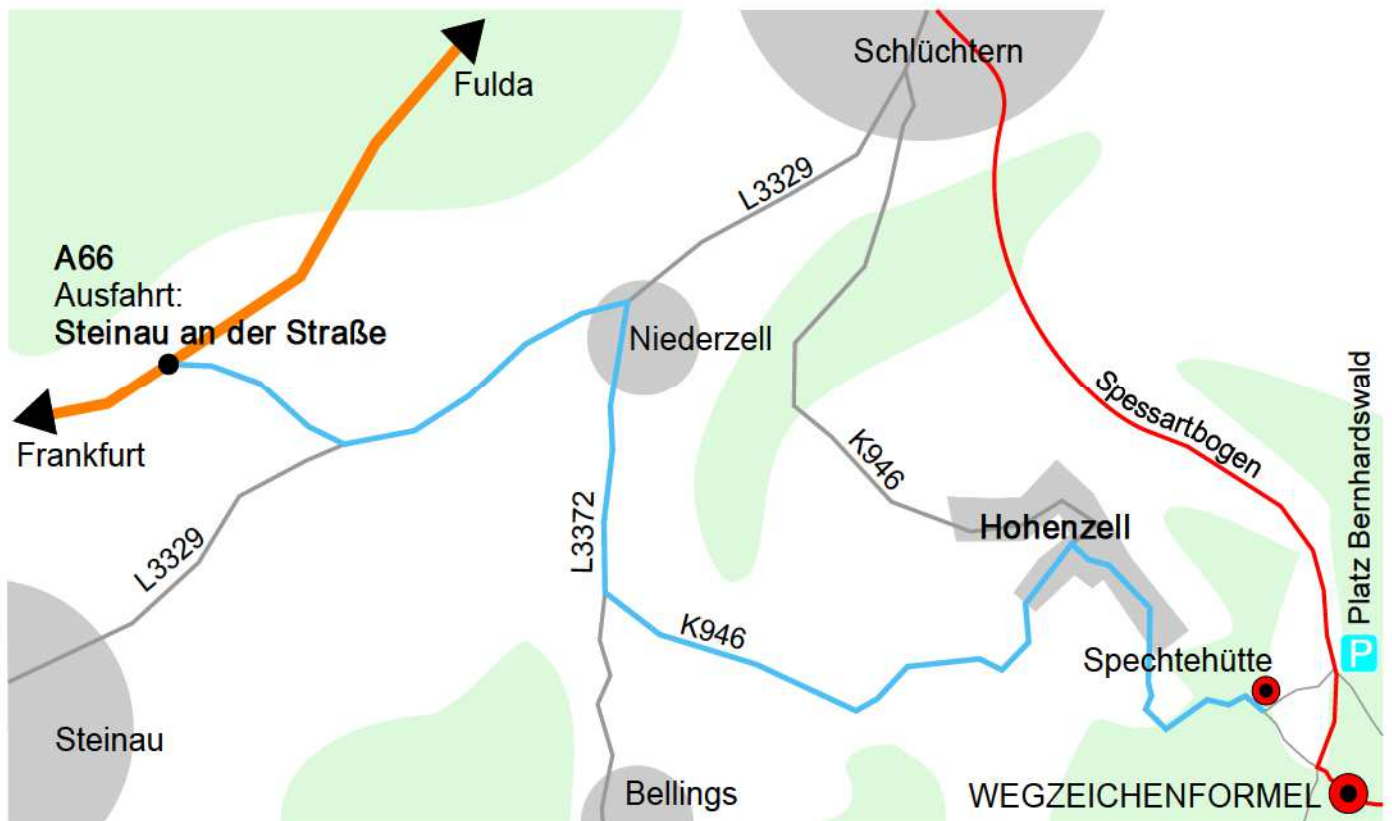 Schlüchtern
Fulda
L3329
A66
Ausfahrt:
Steinau an der Straße
Niederzell
Frankfurt
Spessartbogen
Platz Bernhardswald
K946
Hohenzell
L3372
L3329
K946
Spechtehütte
P
Steinau
Bellings
WEGZEICHENFORMEL